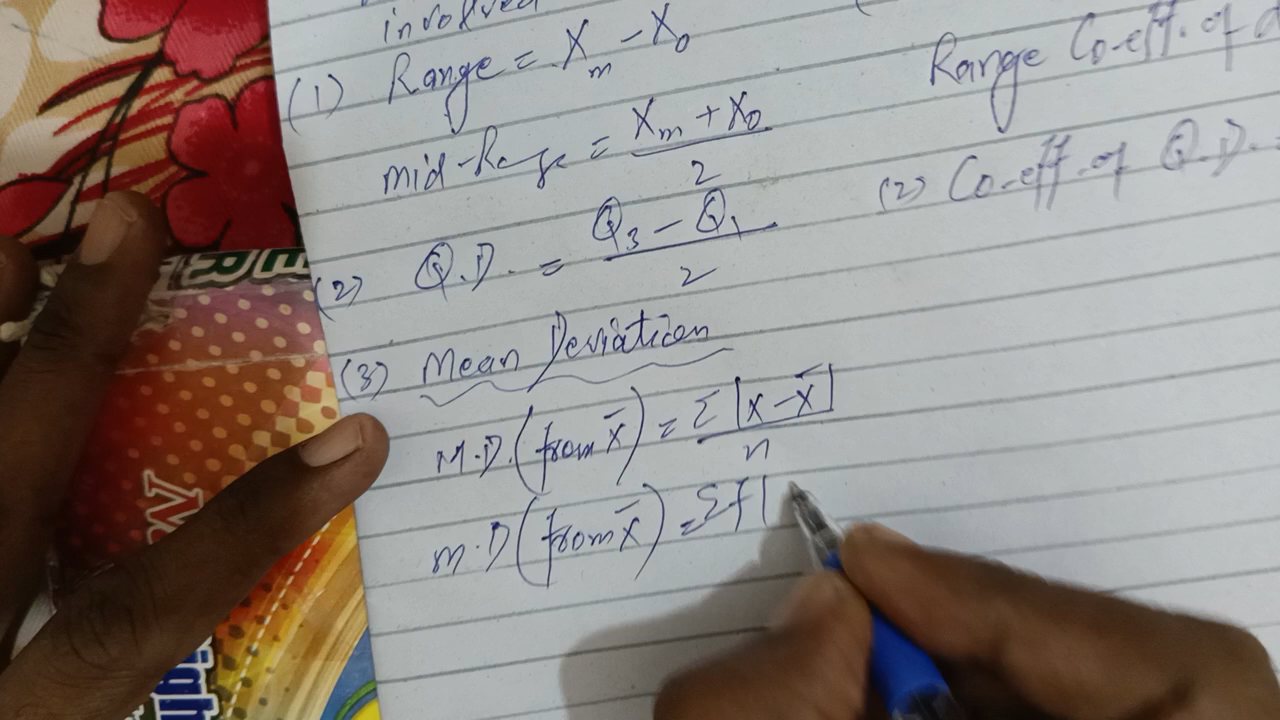 involved
(1) Range = Xₘ - X₀
Range Co-eff. of
mid-Range = (Xₘ + X₀)/2
(2) Co-eff. of Q.D.
(2) Q.D. = (Q₃ - Q₁)/2
(3) Mean Deviation
M.D. (from x̄) = Σ|x - x̄|/n
M.D (from x̄) = Σf|